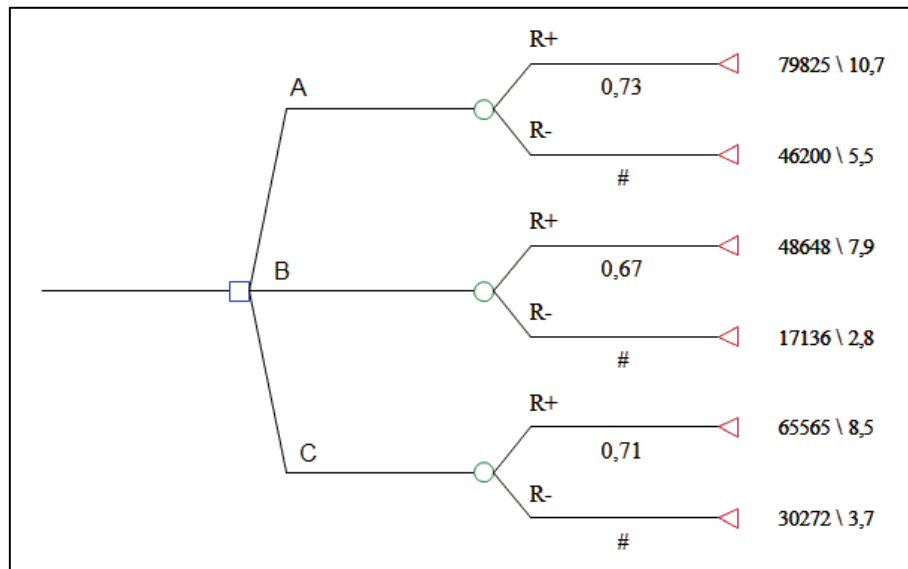 R+
79825 \ 10,7
0,73
A
R-
46200 \ 5,5
#
R+
48648 \ 7,9
0,67
B
R-
17136 \ 2,8
#
R+
65565 \ 8,5
0,71
C
R-
30272 \ 3,7
#